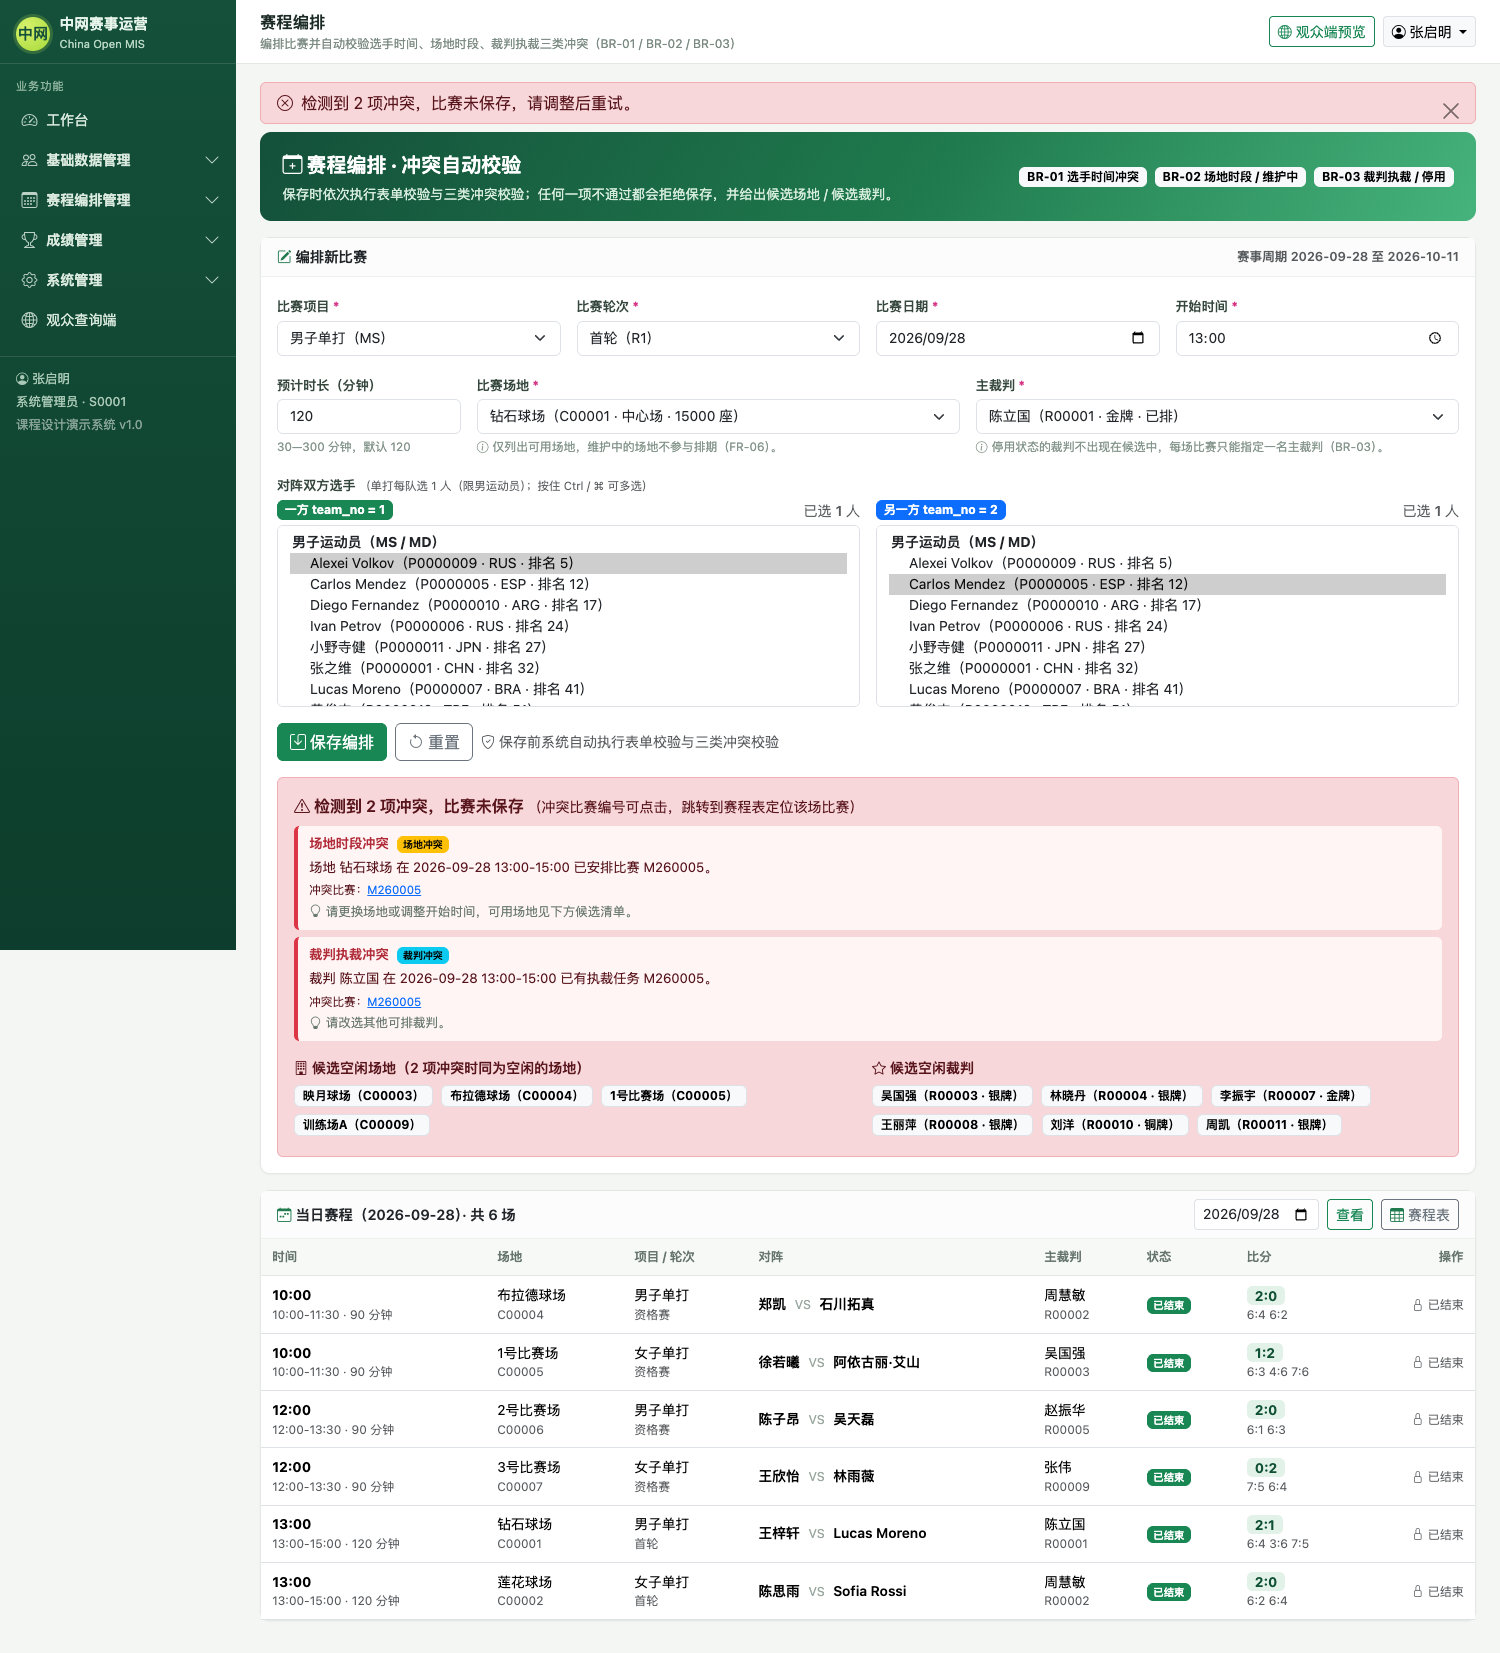 中网
中网赛事运营
China Open MIS
业务功能
工作台
基础数据管理
赛程编排管理
成绩管理
系统管理
观众查询端
张启明
系统管理员 · S0001
课程设计演示系统 v1.0
赛程编排
编排比赛并自动校验选手时间、场地时段、裁判执裁三类冲突（BR-01 / BR-02 / BR-03）
观众端预览
张启明
检测到 2 项冲突，比赛未保存，请调整后重试。
赛程编排 · 冲突自动校验
保存时依次执行表单校验与三类冲突校验；任何一项不通过都会拒绝保存，并给出候选场地 / 候选裁判。
BR-01 选手时间冲突
BR-02 场地时段 / 维护中
BR-03 裁判执裁 / 停用
编排新比赛
赛事周期 2026-09-28 至 2026-10-11
比赛项目 *
比赛轮次 *
比赛日期 *
开始时间 *
男子单打（MS）
首轮（R1）
2026/09/28
13:00
预计时长（分钟）
比赛场地 *
主裁判 *
120
钻石球场（C00001 · 中心场 · 15000 座）
陈立国（R00001 · 金牌 · 已排）
30—300 分钟，默认 120
仅列出可用场地，维护中的场地不参与排期（FR-06）。
停用状态的裁判不出现在候选中，每场比赛只能指定一名主裁判（BR-03）。
对阵双方选手 （单打每队选 1 人（限男运动员）；按住 Ctrl / ⌘ 可多选)
一方 team_no = 1
已选 1 人
另一方 team_no = 2
已选 1 人
男子运动员（MS / MD）
Alexei Volkov（P0000009 · RUS · 排名 5）
Carlos Mendez（P0000005 · ESP · 排名 12）
Diego Fernandez（P0000010 · ARG · 排名 17）
Ivan Petrov（P0000006 · RUS · 排名 24）
小野寺健（P0000011 · JPN · 排名 27）
张之维（P0000001 · CHN · 排名 32）
Lucas Moreno（P0000007 · BRA · 排名 41）
男子运动员（MS / MD）
Alexei Volkov（P0000009 · RUS · 排名 5）
Carlos Mendez（P0000005 · ESP · 排名 12）
Diego Fernandez（P0000010 · ARG · 排名 17）
Ivan Petrov（P0000006 · RUS · 排名 24）
小野寺健（P0000011 · JPN · 排名 27）
张之维（P0000001 · CHN · 排名 32）
Lucas Moreno（P0000007 · BRA · 排名 41）
保存编排
重置
保存前系统自动执行表单校验与三类冲突校验
检测到 2 项冲突，比赛未保存 （冲突比赛编号可点击，跳转到赛程表定位该场比赛）
场地时段冲突 场地冲突
场地 钻石球场 在 2026-09-28 13:00-15:00 已安排比赛 M260005。
冲突比赛： M260005
请更换场地或调整开始时间，可用场地见下方候选清单。
裁判执裁冲突 裁判冲突
裁判 陈立国 在 2026-09-28 13:00-15:00 已有执裁任务 M260005。
冲突比赛： M260005
请改选其他可排裁判。
候选空闲场地（2 项冲突时同为空闲的场地）
映月球场（C00003）
布拉德球场（C00004）
1号比赛场（C00005）
训练场A（C00009）
候选空闲裁判
吴国强（R00003 · 银牌）
林晓丹（R00004 · 银牌）
李振宇（R00007 · 金牌）
王丽萍（R00008 · 银牌）
刘洋（R00010 · 铜牌）
周凯（R00011 · 银牌）
当日赛程（2026-09-28）· 共 6 场
2026/09/28
查看
赛程表
时间 场地 项目 / 轮次 对阵 主裁判 状态 比分 操作
10:00 布拉德球场 男子单打 郑凯 VS 石川拓真 周慧敏 已结束 2:0 已结束
10:00-11:30 · 90 分钟 C00004 资格赛 R00002 6:4 6:2
10:00 1号比赛场 女子单打 徐若曦 VS 阿依古丽·艾山 吴国强 已结束 1:2 已结束
10:00-11:30 · 90 分钟 C00005 资格赛 R00003 6:3 4:6 7:6
12:00 2号比赛场 男子单打 陈子昂 VS 吴天磊 赵振华 已结束 2:0 已结束
12:00-13:30 · 90 分钟 C00006 资格赛 R00005 6:1 6:3
12:00 3号比赛场 女子单打 王欣怡 VS 林雨薇 张伟 已结束 0:2 已结束
12:00-13:30 · 90 分钟 C00007 资格赛 R00009 7:5 6:4
13:00 钻石球场 男子单打 王梓轩 VS Lucas Moreno 陈立国 已结束 2:1 已结束
13:00-15:00 · 120 分钟 C00001 首轮 R00001 6:4 3:6 7:5
13:00 莲花球场 女子单打 陈思雨 VS Sofia Rossi 周慧敏 已结束 2:0 已结束
13:00-15:00 · 120 分钟 C00002 首轮 R00002 6:2 6:4